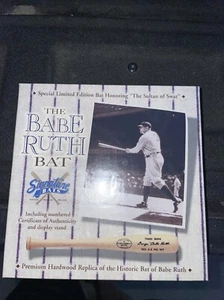 Special Limited Edition Bat Honoring "The Sultan of Swat"
THE
BABE
RUTH
BAT
Signature
Including numbered
Certificate of Authenticity
and display stand
Premium Hardwood Replica of the Historic Bat of Babe Ruth